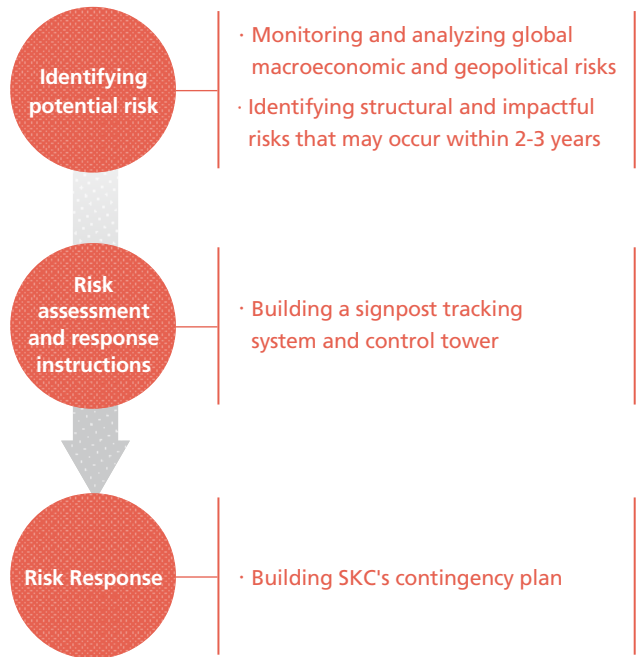 Identifying
potential risk
· Monitoring and analyzing global
macroeconomic and geopolitical risks
· Identifying structural and impactful
risks that may occur within 2-3 years
Risk
assessment
and response
instructions
· Building a signpost tracking
system and control tower
Risk Response
· Building SKC's contingency plan